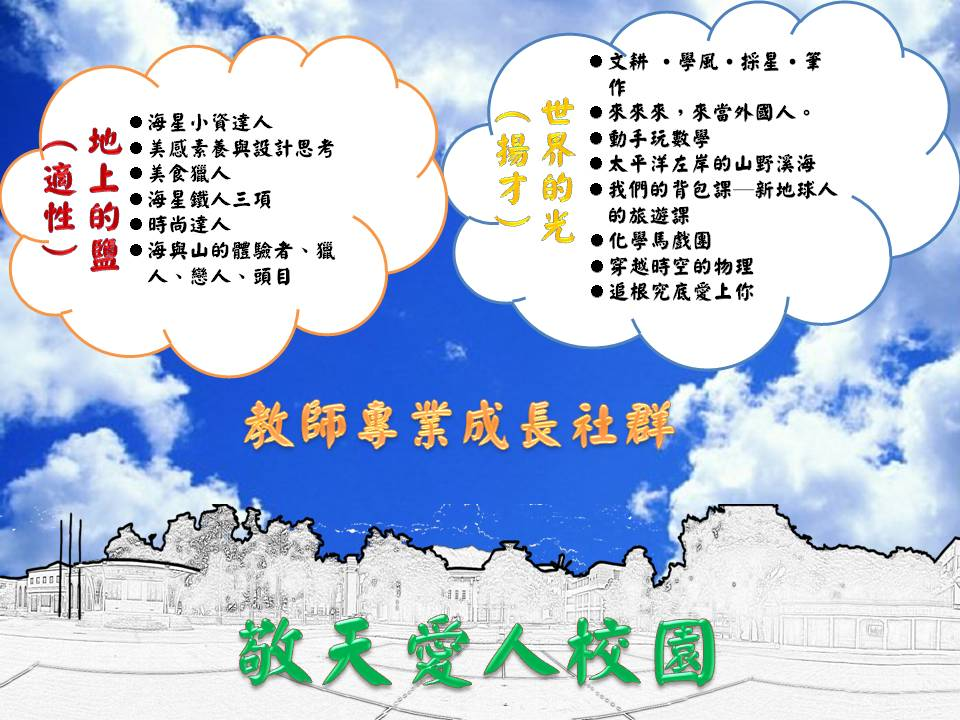 地上的鹽
（適性）
●海星小資達人
●美感素養與設計思考
●美食獵人
●海星鐵人三項
●時尚達人
●海與山的體驗者、獵
人、戀人、頭目
世界的光
（揚才）
●文耕 ‧學風‧採星‧筆
作
●來來來，來當外國人。
●動手玩數學
●太平洋左岸的山野溪海
●我們的背包課─新地球人
的旅遊課
●化學馬戲團
●穿越時空的物理
●追根究底愛上你
教師專業成長社群
敬天愛人校園